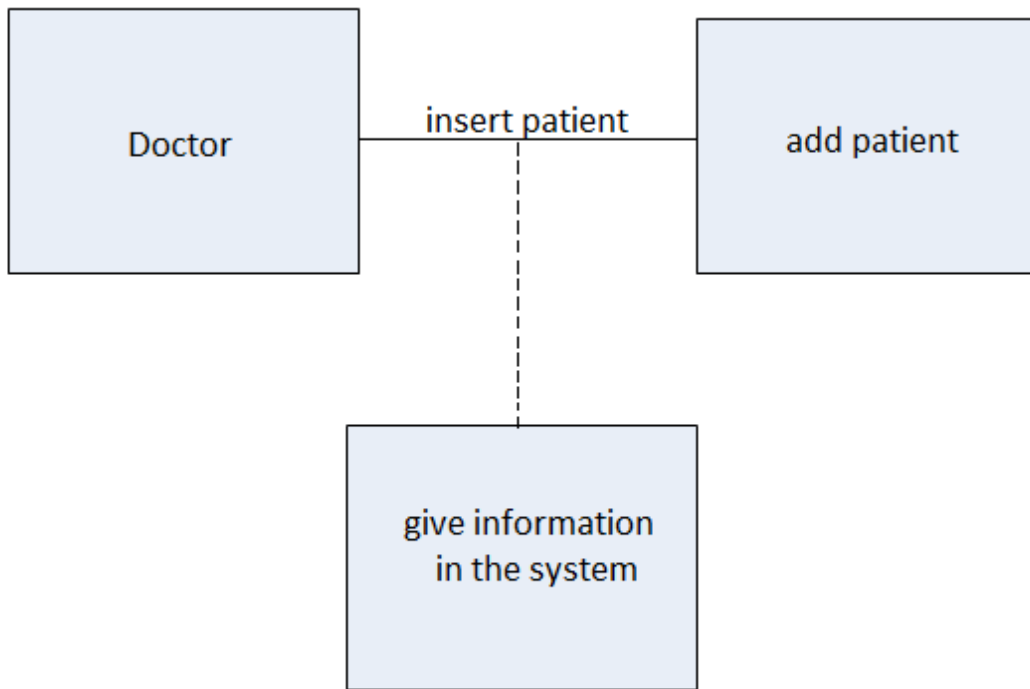 Doctor
insert patient
add patient
give information
in the system